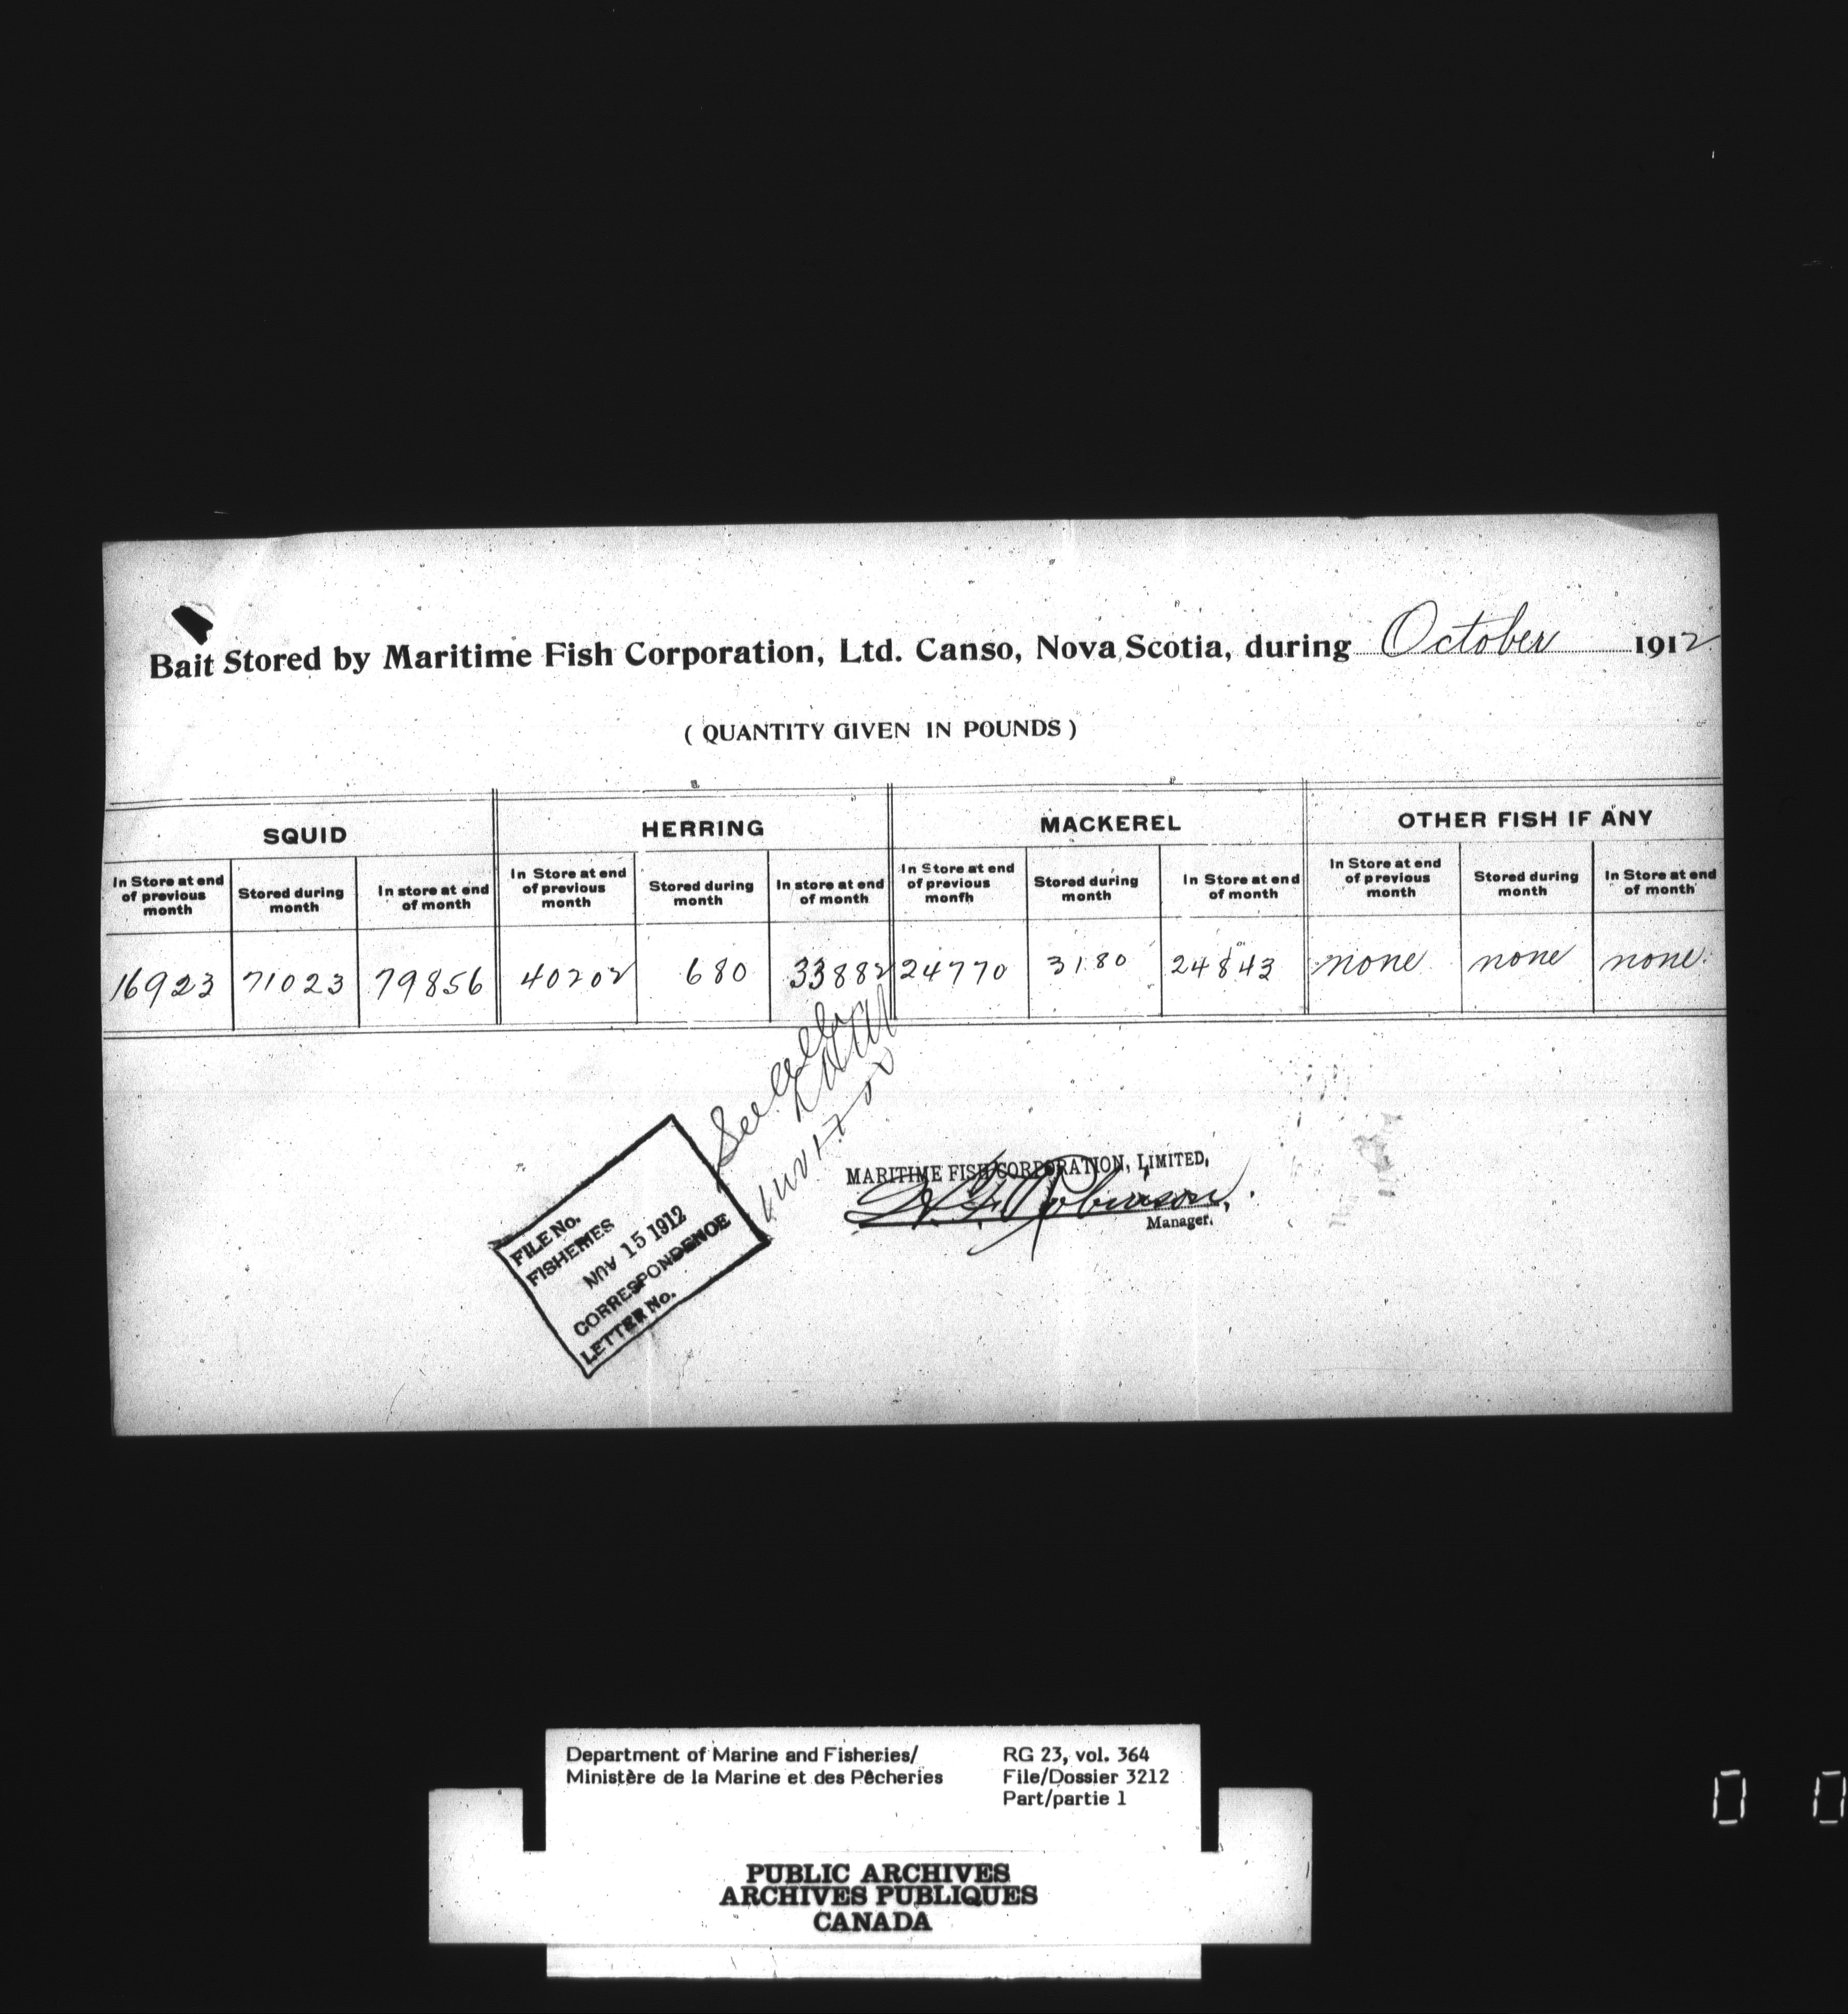 Bait Stored by Maritime Fish Corporation, Ltd. Canso, Nova Scotia, during October 1912
( QUANTITY GIVEN IN POUNDS )
SQUID HERRING MACKEREL OTHER FISH IF ANY
In Store at end of previous month Stored during month In store at end of month In Store at end of previous month Stored during month In store at end of month In Store at end of previous month Stored during month In Store at end of month In Store at end of previous month Stored during month In Store at end of month
16923 71023 79856 40202 680 33882 24770 3180 24843 none none none
MARITIME FISH CORPORATION, LIMITED,
Robinson
Manager.
FILE No.
FISHERIES
NOV 15 1912
CORRESPONDENCE
LETTER No.
Department of Marine and Fisheries/
Ministère de la Marine et des Pêcheries
RG 23, vol. 364
File/Dossier 3212
Part/partie 1
PUBLIC ARCHIVES
ARCHIVES PUBLIQUES
CANADA
0 0